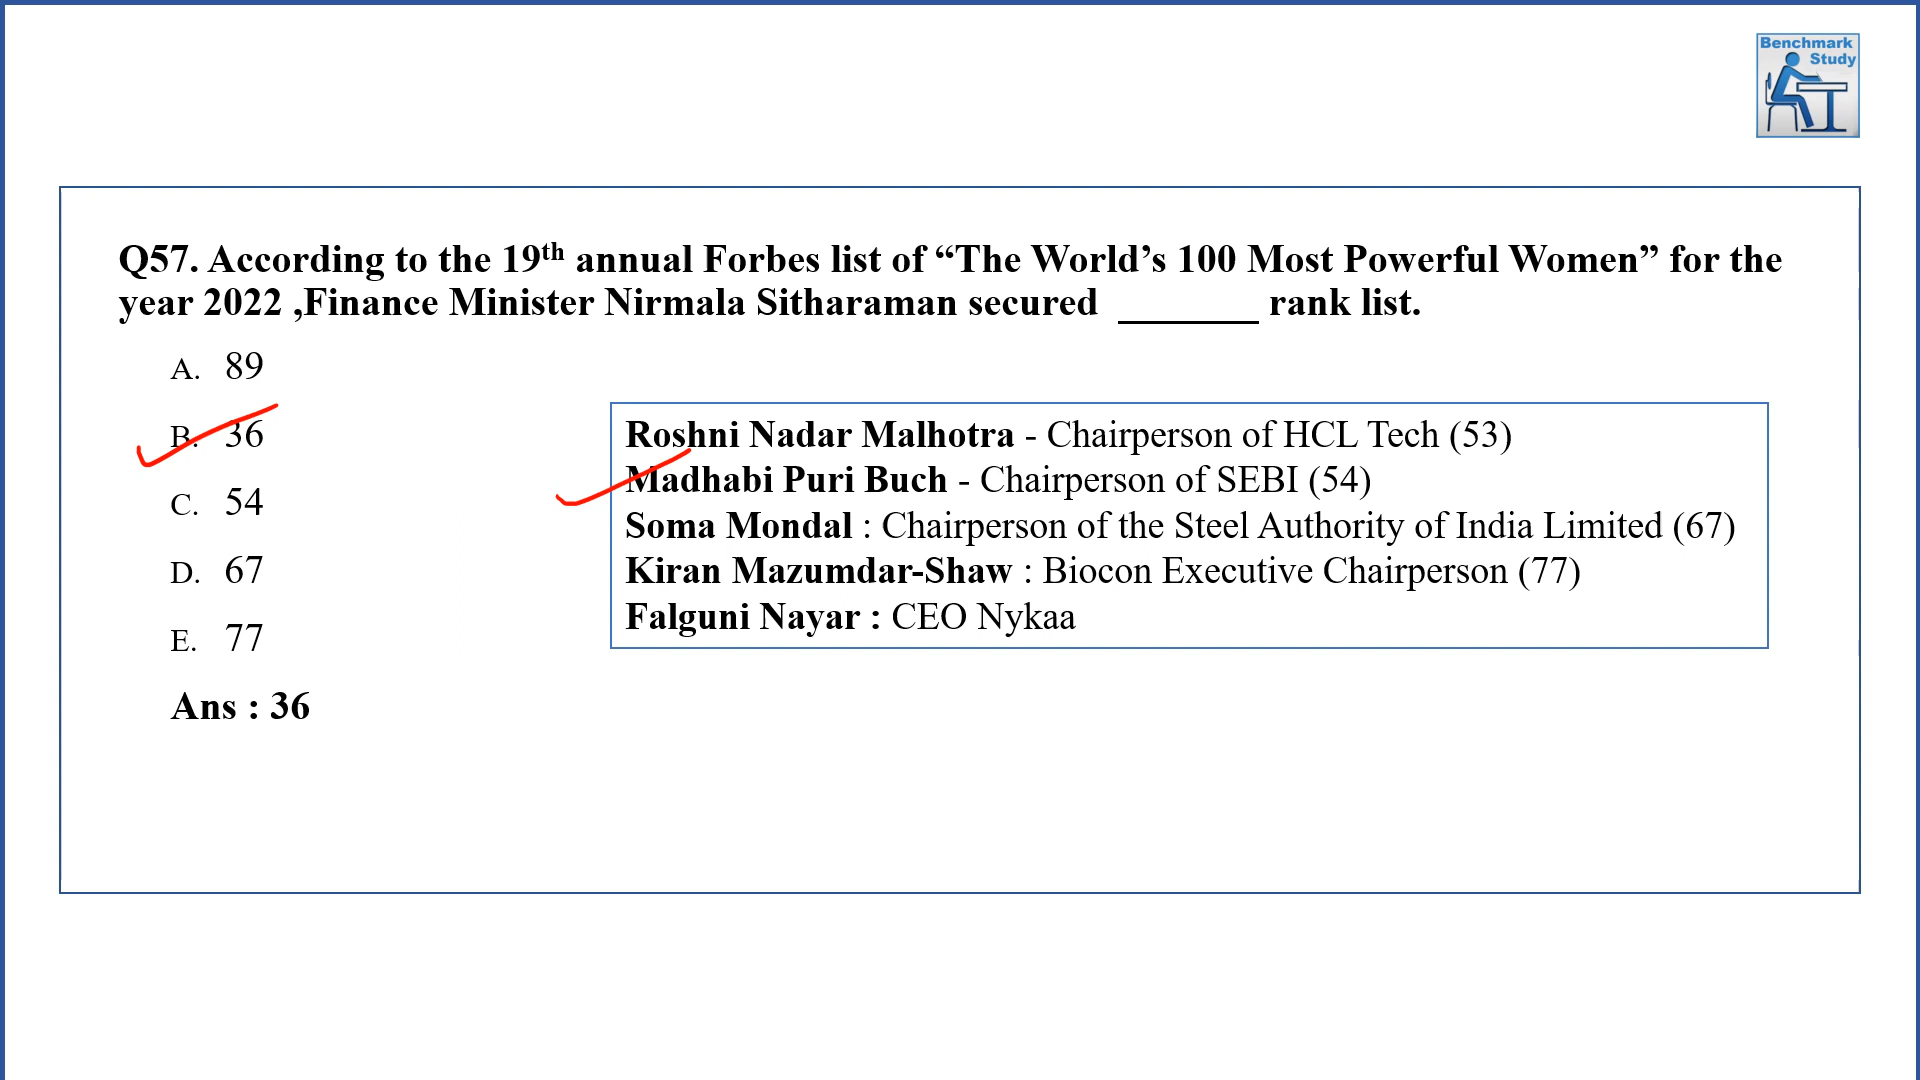 Benchmark
Study
Q57. According to the 19th annual Forbes list of “The World’s 100 Most Powerful Women” for the
year 2022 ,Finance Minister Nirmala Sitharaman secured _______ rank list.
A. 89
B. 36
C. 54
D. 67
E. 77
Ans : 36
Roshni Nadar Malhotra - Chairperson of HCL Tech (53)
Madhabi Puri Buch - Chairperson of SEBI (54)
Soma Mondal : Chairperson of the Steel Authority of India Limited (67)
Kiran Mazumdar-Shaw : Biocon Executive Chairperson (77)
Falguni Nayar : CEO Nykaa